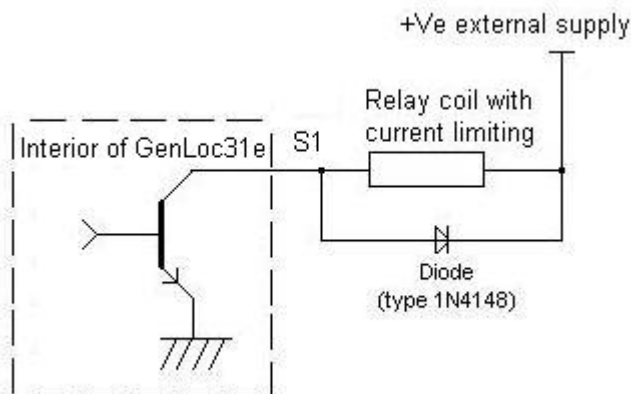 +Ve external supply
Relay coil with
current limiting
Interior of GenLoc31e
S1
Diode
(type 1N4148)